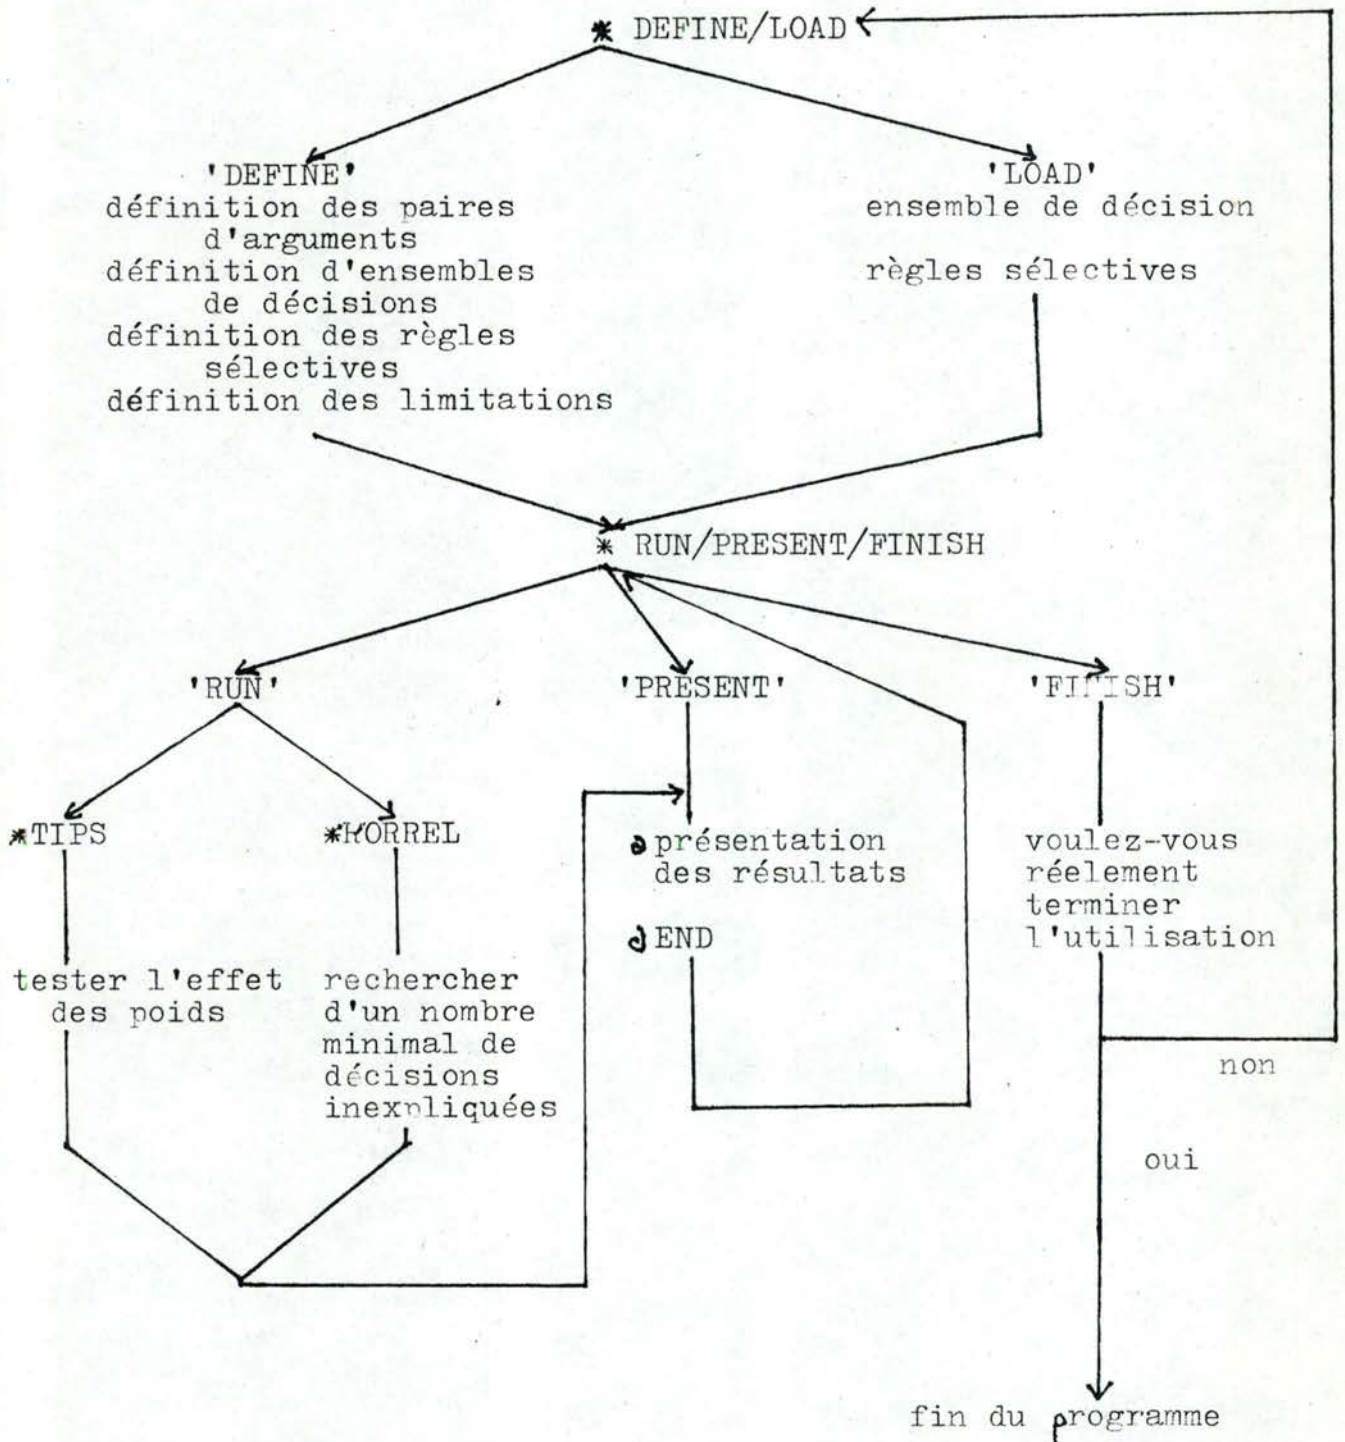 * DEFINE/LOAD
'DEFINE'
définition des paires
d'arguments
définition d'ensembles
de décisions
définition des règles
sélectives
définition des limitations
'LOAD'
ensemble de décision
règles sélectives
* RUN/PRESENT/FINISH
'RUN'
'PRESENT'
'FINISH'
*TIPS
*KORREL
tester l'effet
des poids
rechercher
d'un nombre
minimal de
décisions
inexpliquées
présentation
des résultats
END
voulez-vous
réelement
terminer
l'utilisation
non
oui
fin du programme